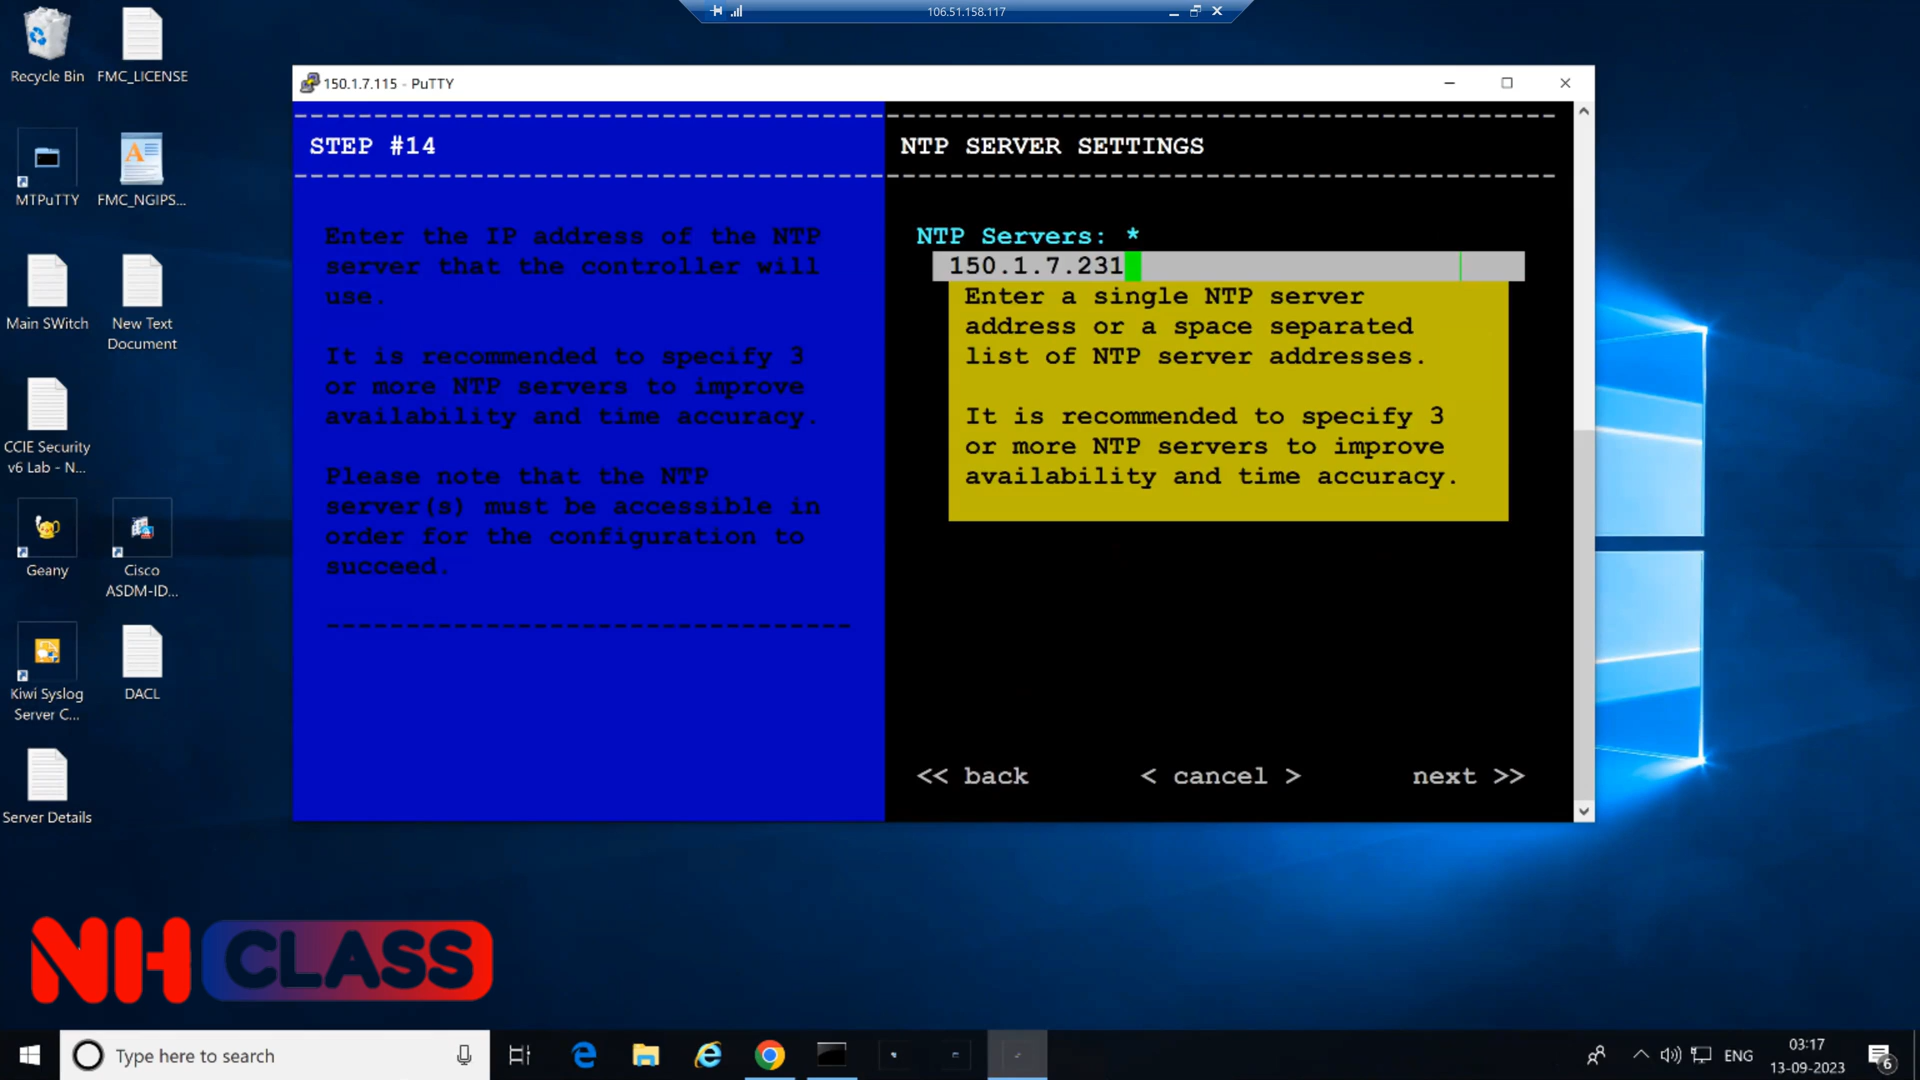 106.51.158.117
Recycle Bin
FMC_LICENSE
MTPuTTY
FMC_NGIPS...
Main SWitch
New Text
Document
CCIE Security
v6 Lab - N...
Geany
Cisco
ASDM-ID...
Kiwi Syslog
Server C...
DACL
Server Details
150.1.7.115 - PuTTY
STEP #14
Enter the IP address of the NTP
server that the controller will
use.
It is recommended to specify 3
or more NTP servers to improve
availability and time accuracy.
Please note that the NTP
server(s) must be accessible in
order for the configuration to
succeed.
NTP SERVER SETTINGS
NTP Servers: *
150.1.7.231
Enter a single NTP server
address or a space separated
list of NTP server addresses.
It is recommended to specify 3
or more NTP servers to improve
availability and time accuracy.
<< back < cancel > next >>
NH CLASS
Type here to search
ENG
03:17
13-09-2023
6